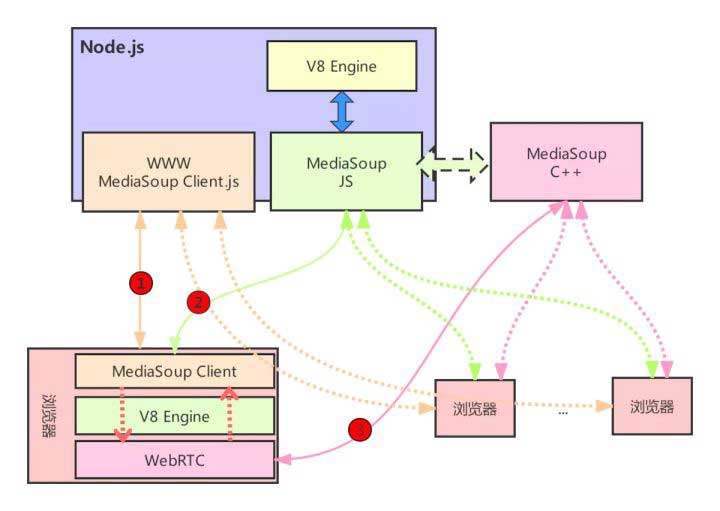 Node.js
V8 Engine
WWW
MediaSoup Client.js
MediaSoup
JS
MediaSoup
C++
1
2
3
浏览器
MediaSoup Client
V8 Engine
WebRTC
浏览器
...
浏览器